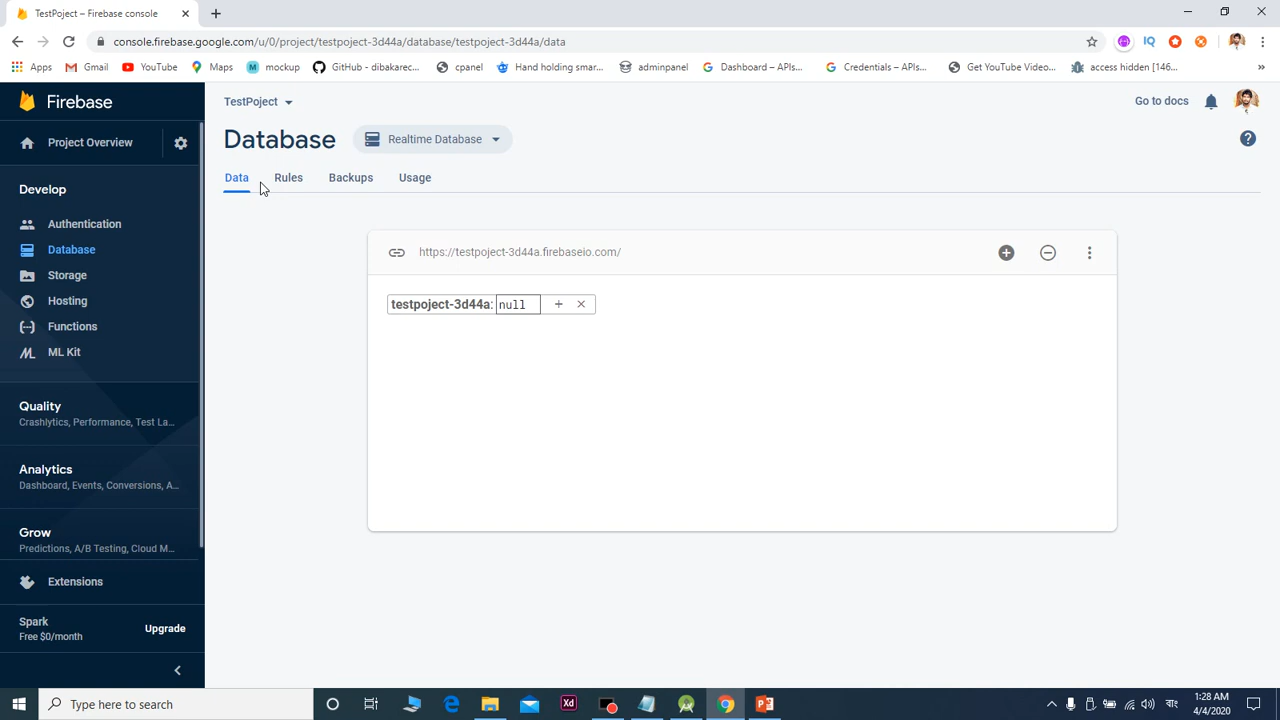 TestPoject – Firebase console
console.firebase.google.com/u/0/project/testpoject-3d44a/database/testpoject-3d44a/data
Apps
Gmail
YouTube
Maps
M mockup
GitHub - dibakarec...
cpanel
Hand holding smar...
adminpanel
Dashboard – APIs...
Credentials – APIs...
Get YouTube Video...
access hidden [146...
»
IQ
Firebase
Project Overview
Develop
Authentication
Database
Storage
Hosting
Functions
ML Kit
Quality
Crashlytics, Performance, Test La...
Analytics
Dashboard, Events, Conversions, A...
Grow
Predictions, A/B Testing, Cloud M...
Extensions
Spark
Free $0/month
Upgrade
TestPoject
Go to docs
Database
Realtime Database
Data
Rules
Backups
Usage
https://testpoject-3d44a.firebaseio.com/
testpoject-3d44a: null
Type here to search
Xd
বাং
1:28 AM
4/4/2020